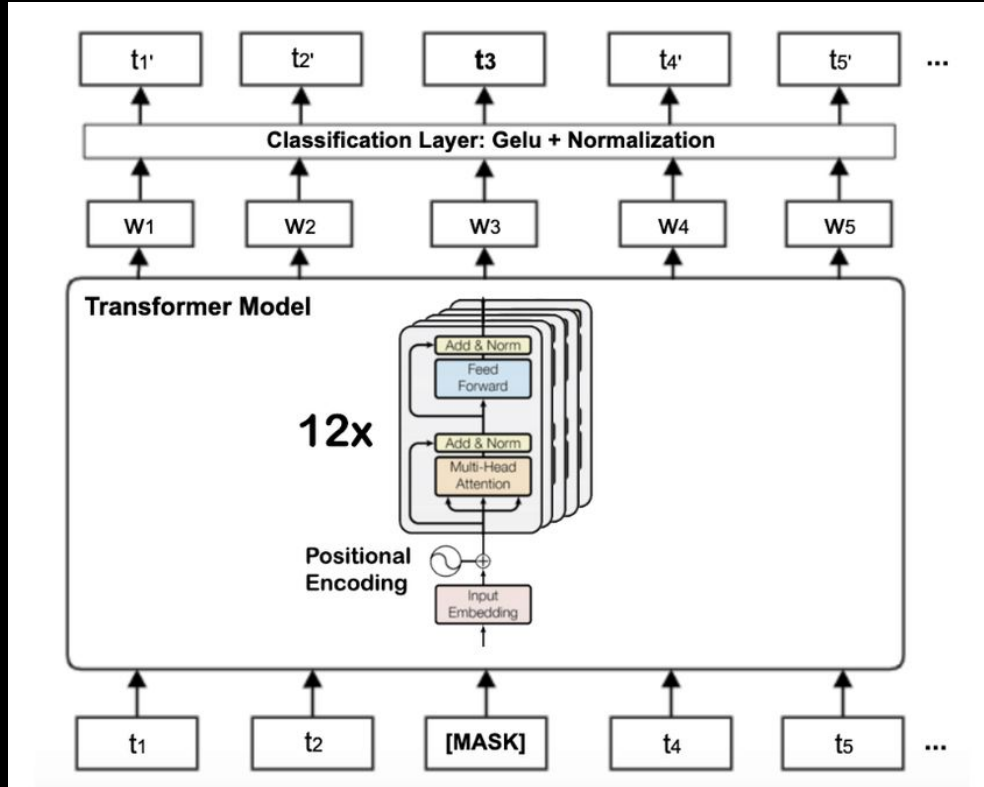 t1' t2' t3 t4' t5' ...
Classification Layer: Gelu + Normalization
w1 w2 w3 w4 w5
Transformer Model
Add & Norm
Feed
Forward
12x
Add & Norm
Multi-Head
Attention
Positional
Encoding
Input
Embedding
t1 t2 [MASK] t4 t5 ...